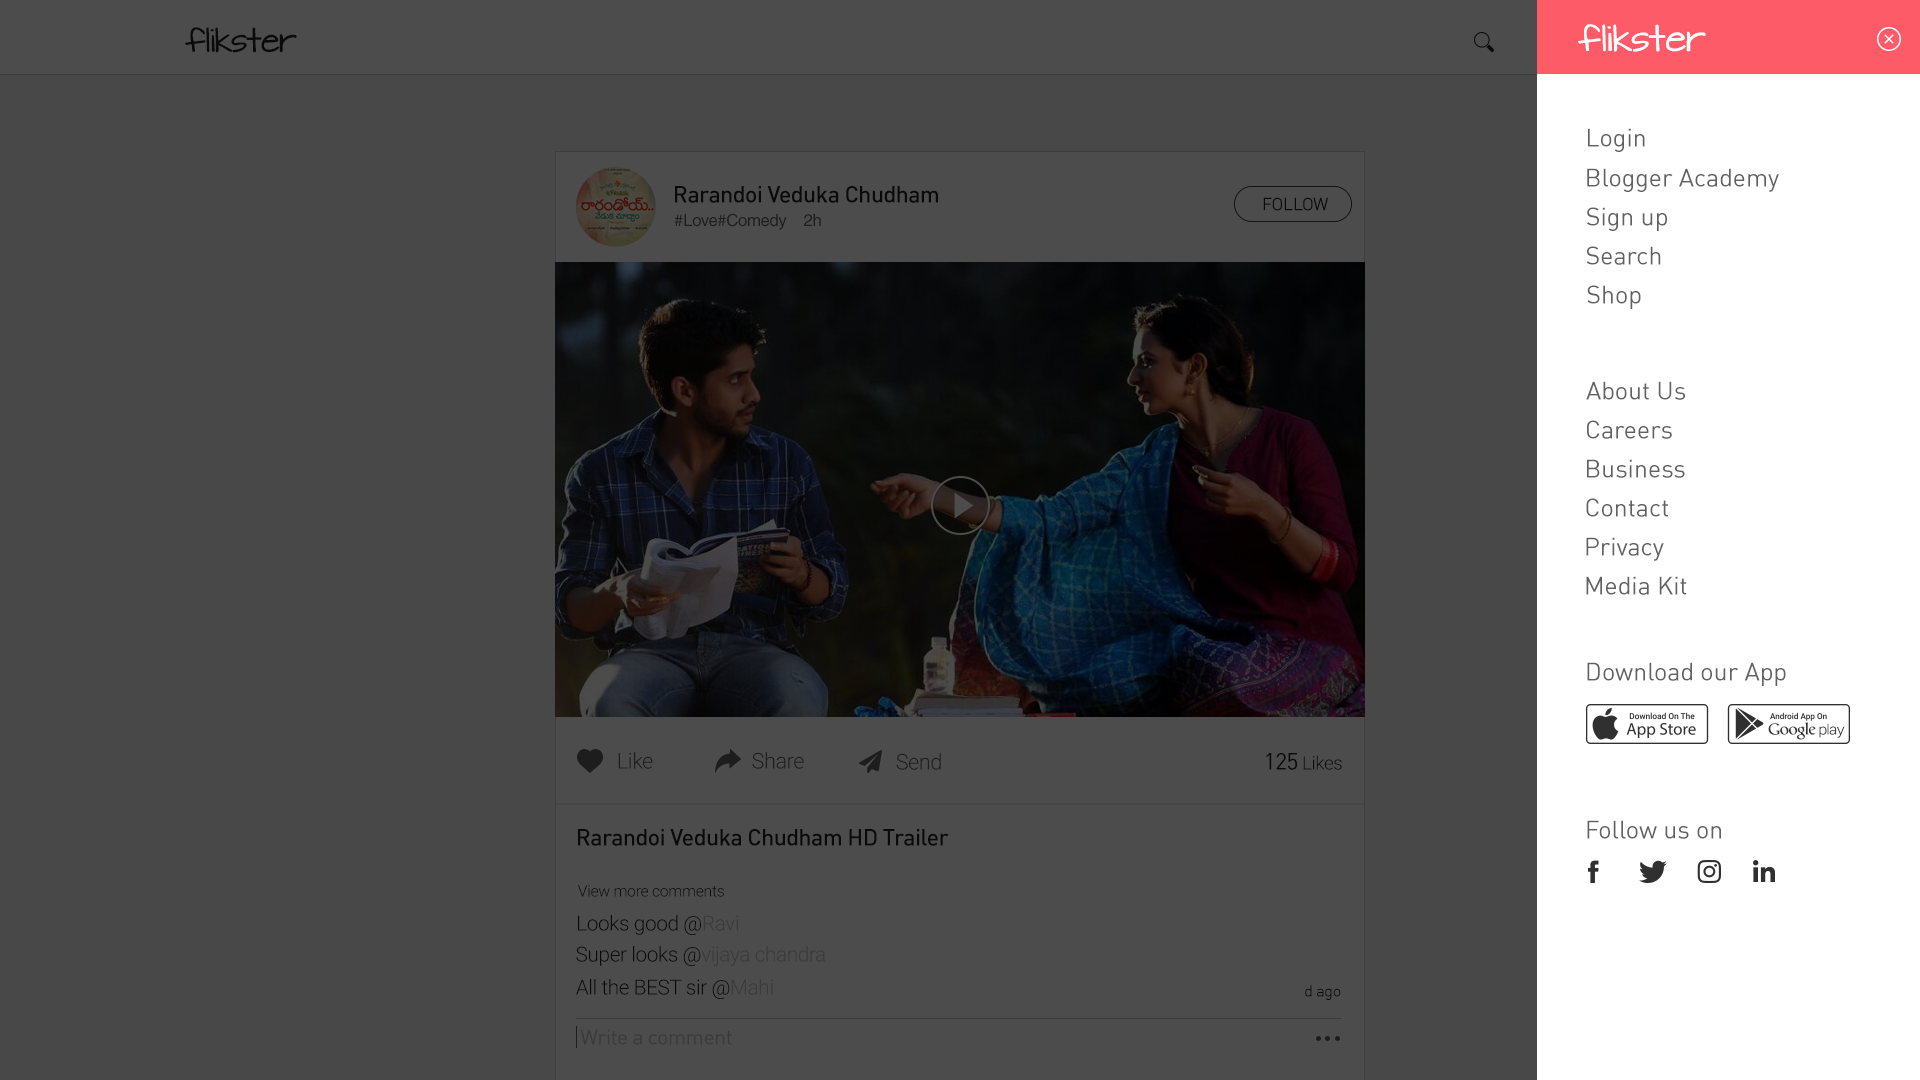 flikster
flikster
Login
Blogger Academy
Sign up
Search
Shop
About Us
Careers
Business
Contact
Privacy
Media Kit
Download our App
Download On The
App Store
Android App On
Google play
Follow us on
రారండోయ్..
వేడుక చూద్దాం
Rarandoi Veduka Chudham
#Love#Comedy 2h
FOLLOW
Like
Share
Send
125 Likes
Rarandoi Veduka Chudham HD Trailer
View more comments
Looks good @Ravi
Super looks @vijaya chandra
All the BEST sir @Mahi
d ago
Write a comment